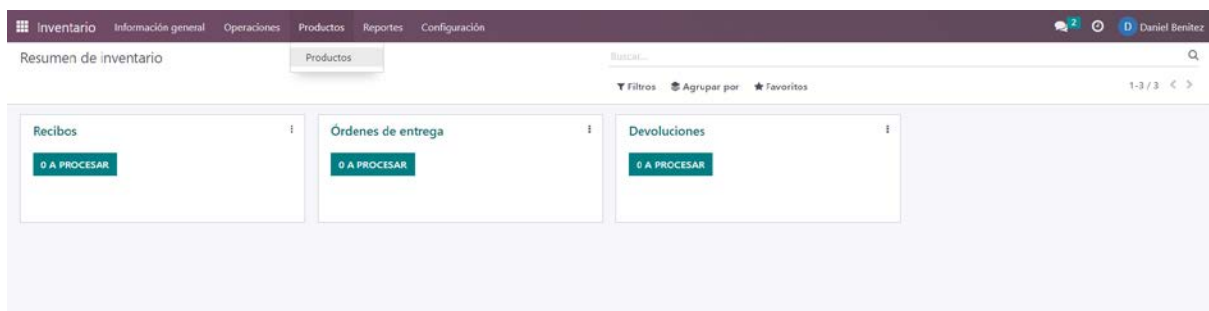 Inventario Información general Operaciones Productos Reportes Configuración 2 D Daniel Benitez
Resumen de inventario Productos Buscar...
Filtros Agrupar por Favoritos 1-3 / 3
Recibos Órdenes de entrega Devoluciones
0 A PROCESAR 0 A PROCESAR 0 A PROCESAR